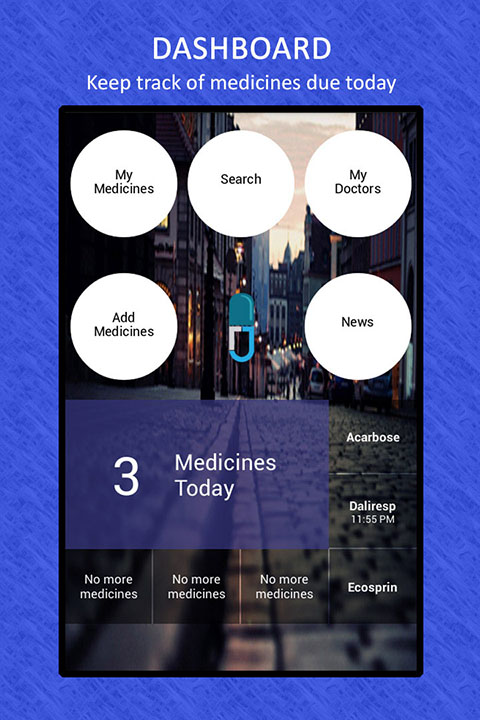 DASHBOARD
Keep track of medicines due today
My
Medicines
Search
My
Doctors
Add
Medicines
News
3
Medicines
Today
Acarbose
Daliresp
11:55 PM
No more
medicines
No more
medicines
No more
medicines
Ecosprin